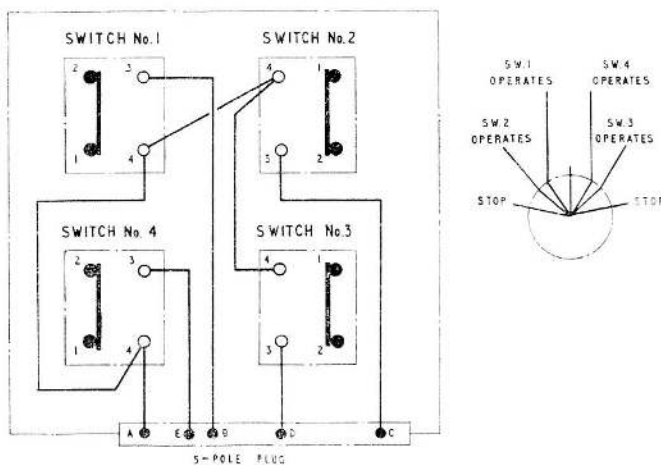 SWITCH No.1
SWITCH No.2
2
3
4
1
1
4
3
2
SWITCH No. 4
SWITCH No.3
2
3
4
1
1
4
3
2
A
E
B
D
C
5-POLE PLUG
SW.1
OPERATES
SW.4
OPERATES
SW.2
OPERATES
SW.3
OPERATES
STOP
STOP